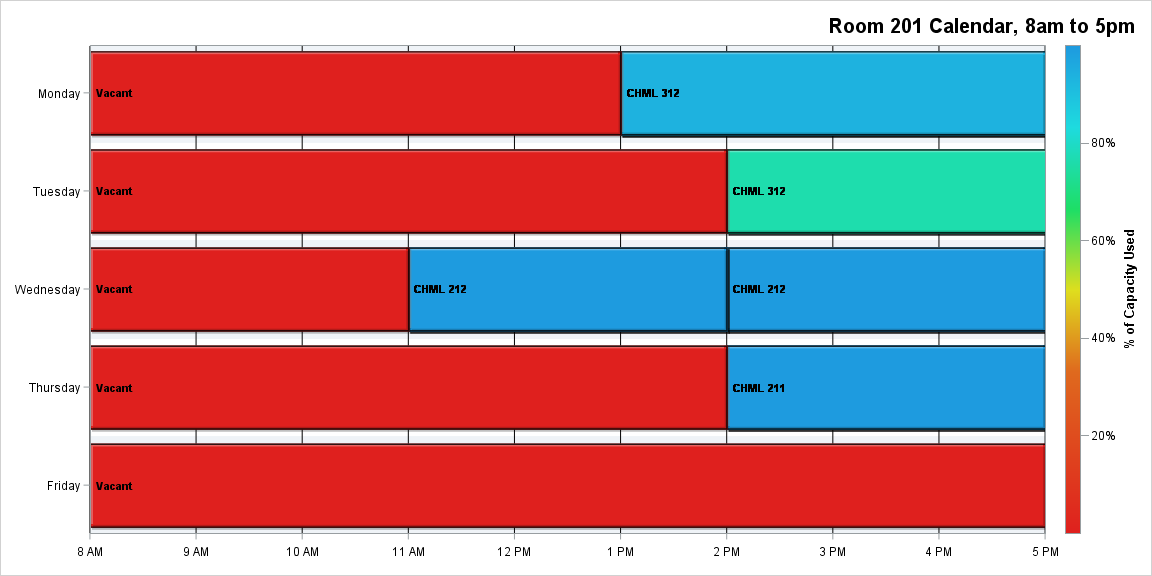 Room 201 Calendar, 8am to 5pm
Monday
Vacant
CHML 312
Tuesday
Vacant
CHML 312
Wednesday
Vacant
CHML 212
CHML 212
Thursday
Vacant
CHML 211
Friday
Vacant
8 AM
9 AM
10 AM
11 AM
12 PM
1 PM
2 PM
3 PM
4 PM
5 PM
80%
60%
40%
20%
% of Capacity Used